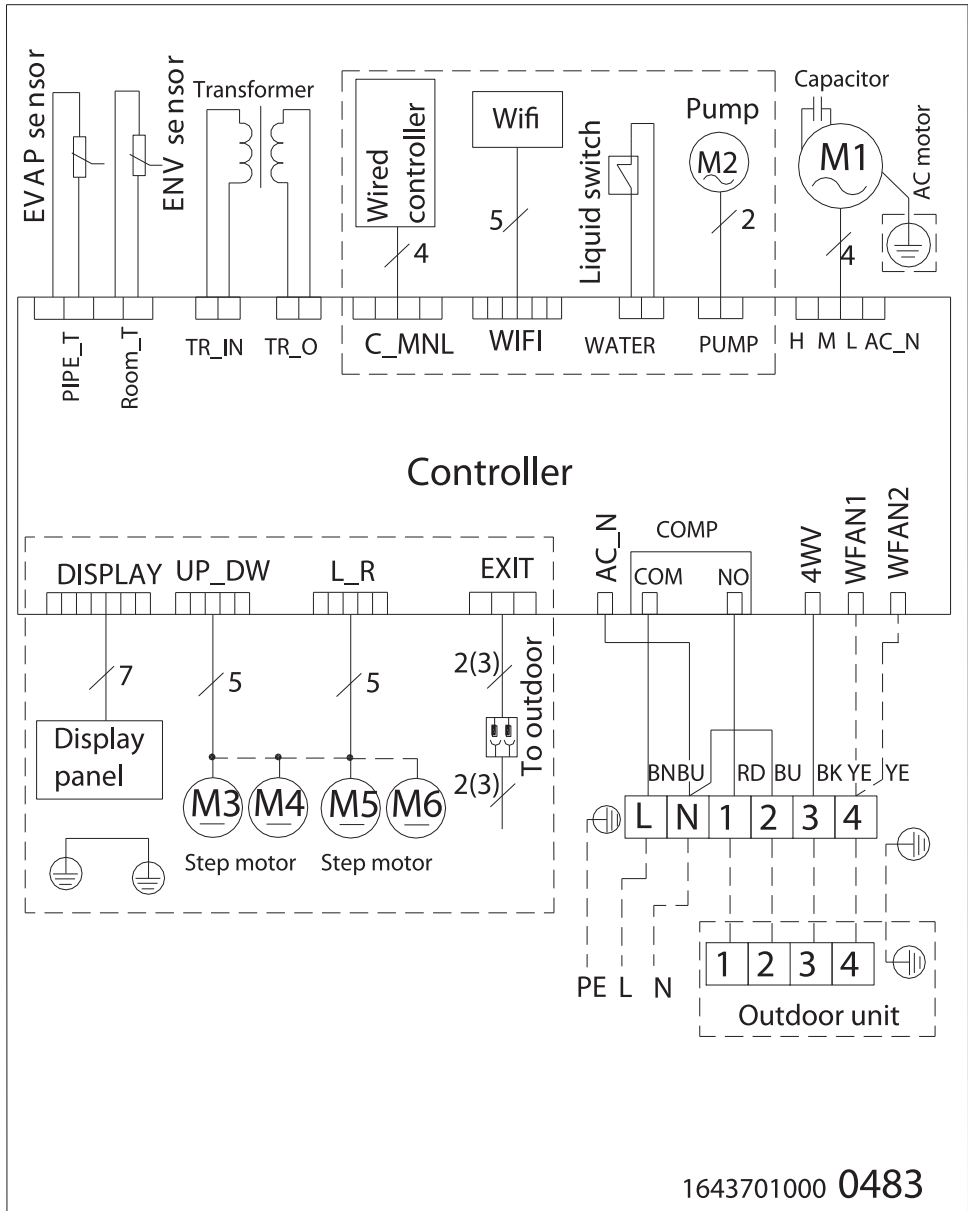 EVAP sensor
ENV sensor
Transformer
Wired
controller
4
Wifi
5
Liquid switch
Pump
M2
2
Capacitor
M1
4
AC motor
PIPE_T
Room_T
TR_IN
TR_O
C_MNL
WIFI
WATER
PUMP
H M L AC_N
Controller
DISPLAY
UP_DW
L_R
EXIT
AC_N
COMP
COM
NO
4WV
WFAN1
WFAN2
7
5
5
2(3)
2(3)
To outdoor
Display
panel
M3
M4
M5
M6
Step motor
Step motor
BN BU RD BU BK YE YE
L N 1 2 3 4
PE L N
1 2 3 4
Outdoor unit
1643701000 0483